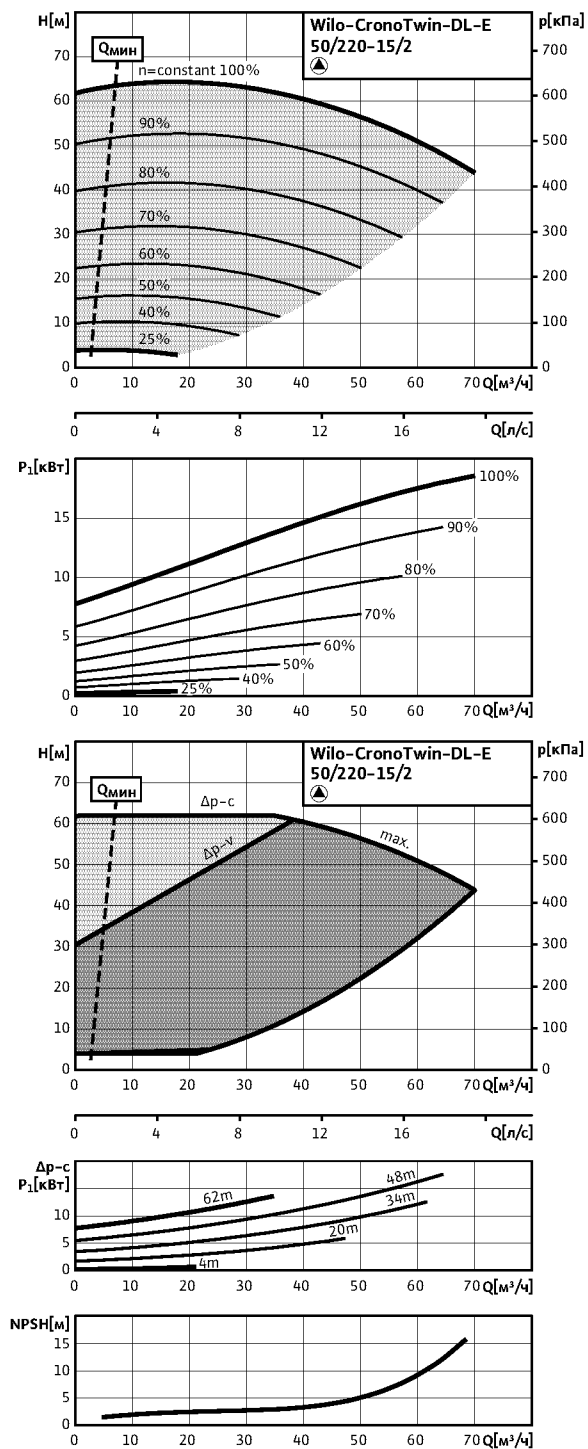 H[м]
p[кПа]
Wilo-CronoTwin-DL-E
50/220-15/2
Qмин
n=constant 100%
90%
80%
70%
60%
50%
40%
25%
70
60
50
40
30
20
10
0
700
600
500
400
300
200
100
0
0 10 20 30 40 50 60 70 Q[м³/ч]
0 4 8 12 16 Q[л/с]
P₁[кВт]
15
10
5
0
100%
90%
80%
70%
60%
50%
40%
25%
0 10 20 30 40 50 60 70 Q[м³/ч]
H[м]
p[кПа]
Wilo-CronoTwin-DL-E
50/220-15/2
Qмин
Δp-c
Δp-v
max.
70
60
50
40
30
20
10
0
700
600
500
400
300
200
100
0
0 10 20 30 40 50 60 70 Q[м³/ч]
0 4 8 12 16 Q[л/с]
Δp-c
P₁[кВт]
10
5
0
62m
48m
34m
20m
4m
0 10 20 30 40 50 60 70 Q[м³/ч]
NPSH[м]
15
10
5
0
0 10 20 30 40 50 60 70 Q[м³/ч]